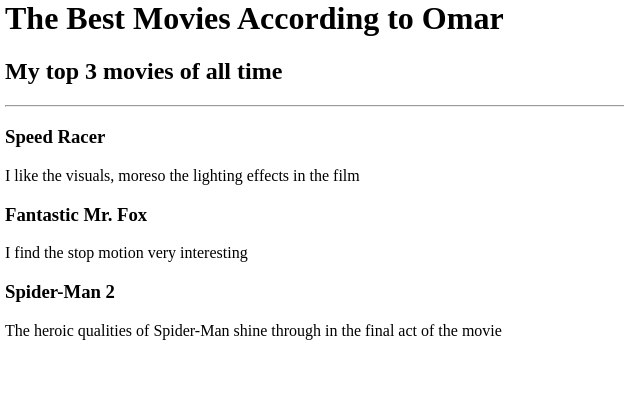 The Best Movies According to Omar
My top 3 movies of all time
Speed Racer
I like the visuals, moreso the lighting effects in the film
Fantastic Mr. Fox
I find the stop motion very interesting
Spider-Man 2
The heroic qualities of Spider-Man shine through in the final act of the movie